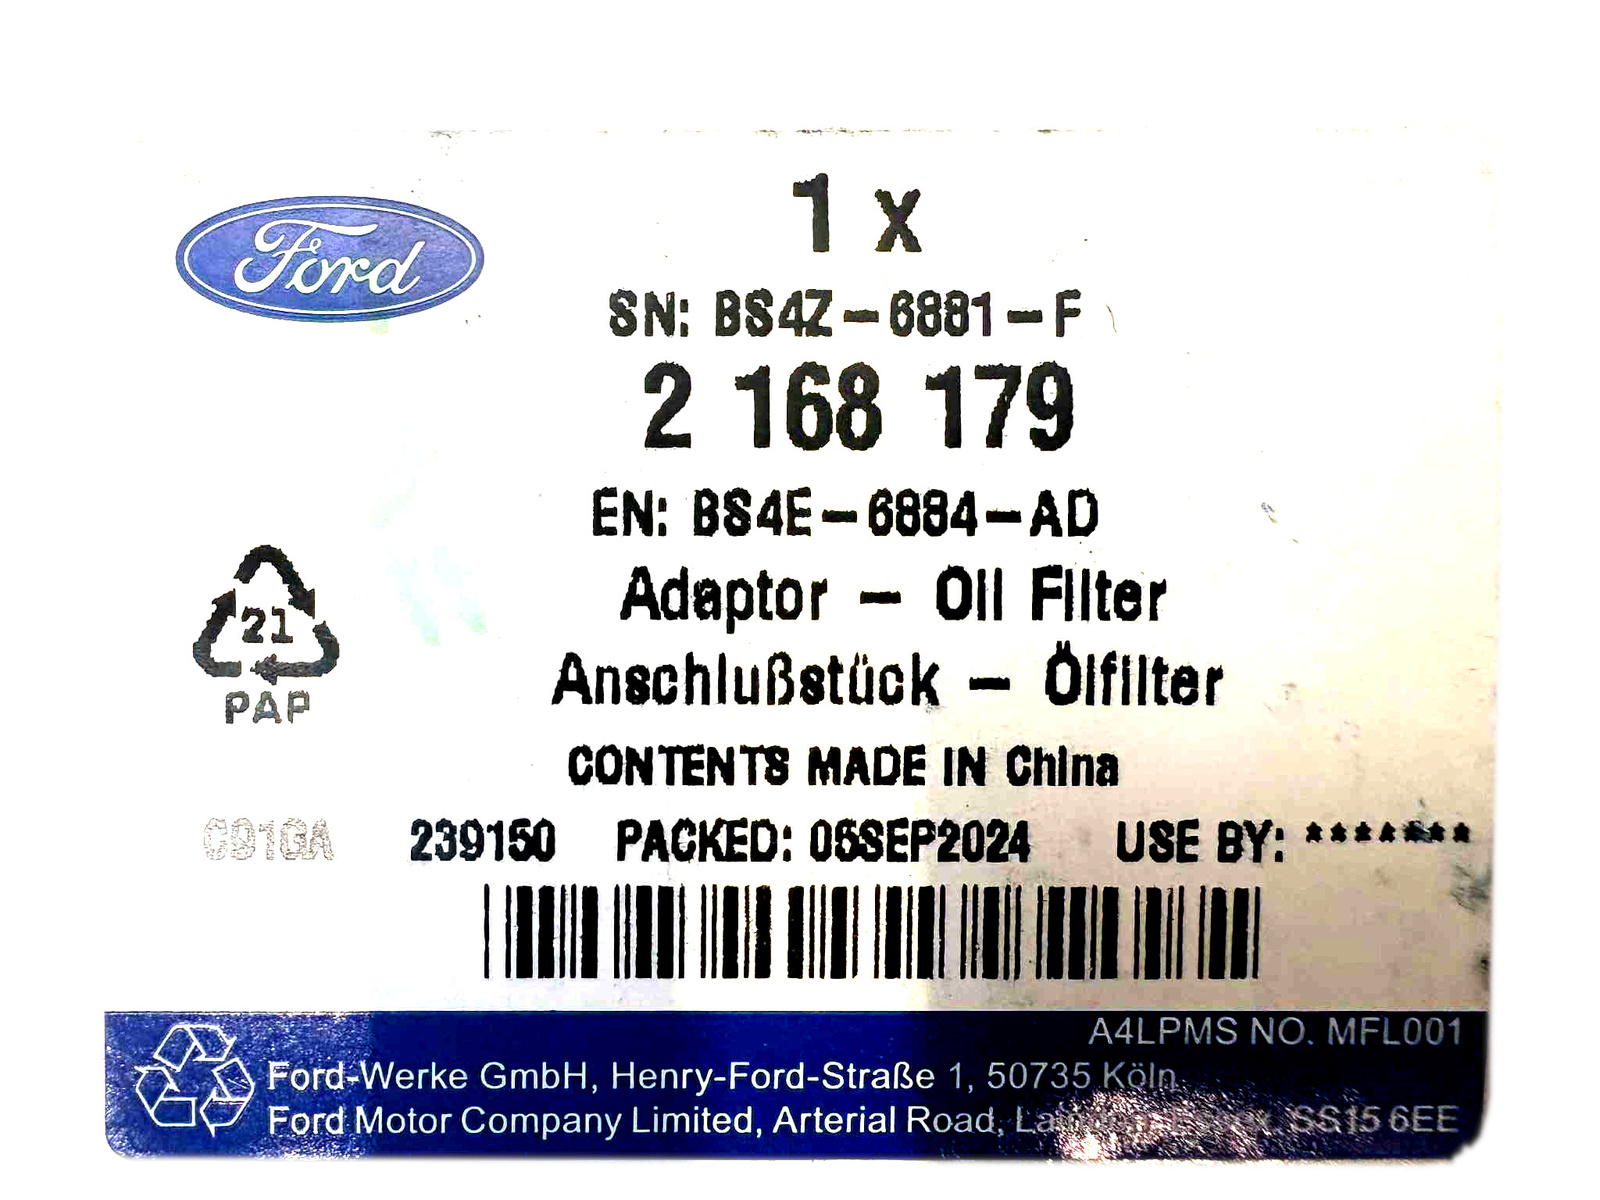 Ford
1 x
SN: BS4Z-6881-F
2 168 179
EN: BS4E-6884-AD
Adaptor - Oil Filter
Anschlußstück - Ölfilter
21
PAP
CONTENTS MADE IN China
239150 PACKED: 05SEP2024 USE BY: *******
A4LPMS NO. MFL001
Ford-Werke GmbH, Henry-Ford-Straße 1, 50735 Köln
Ford Motor Company Limited, Arterial Road, SS15 6EE